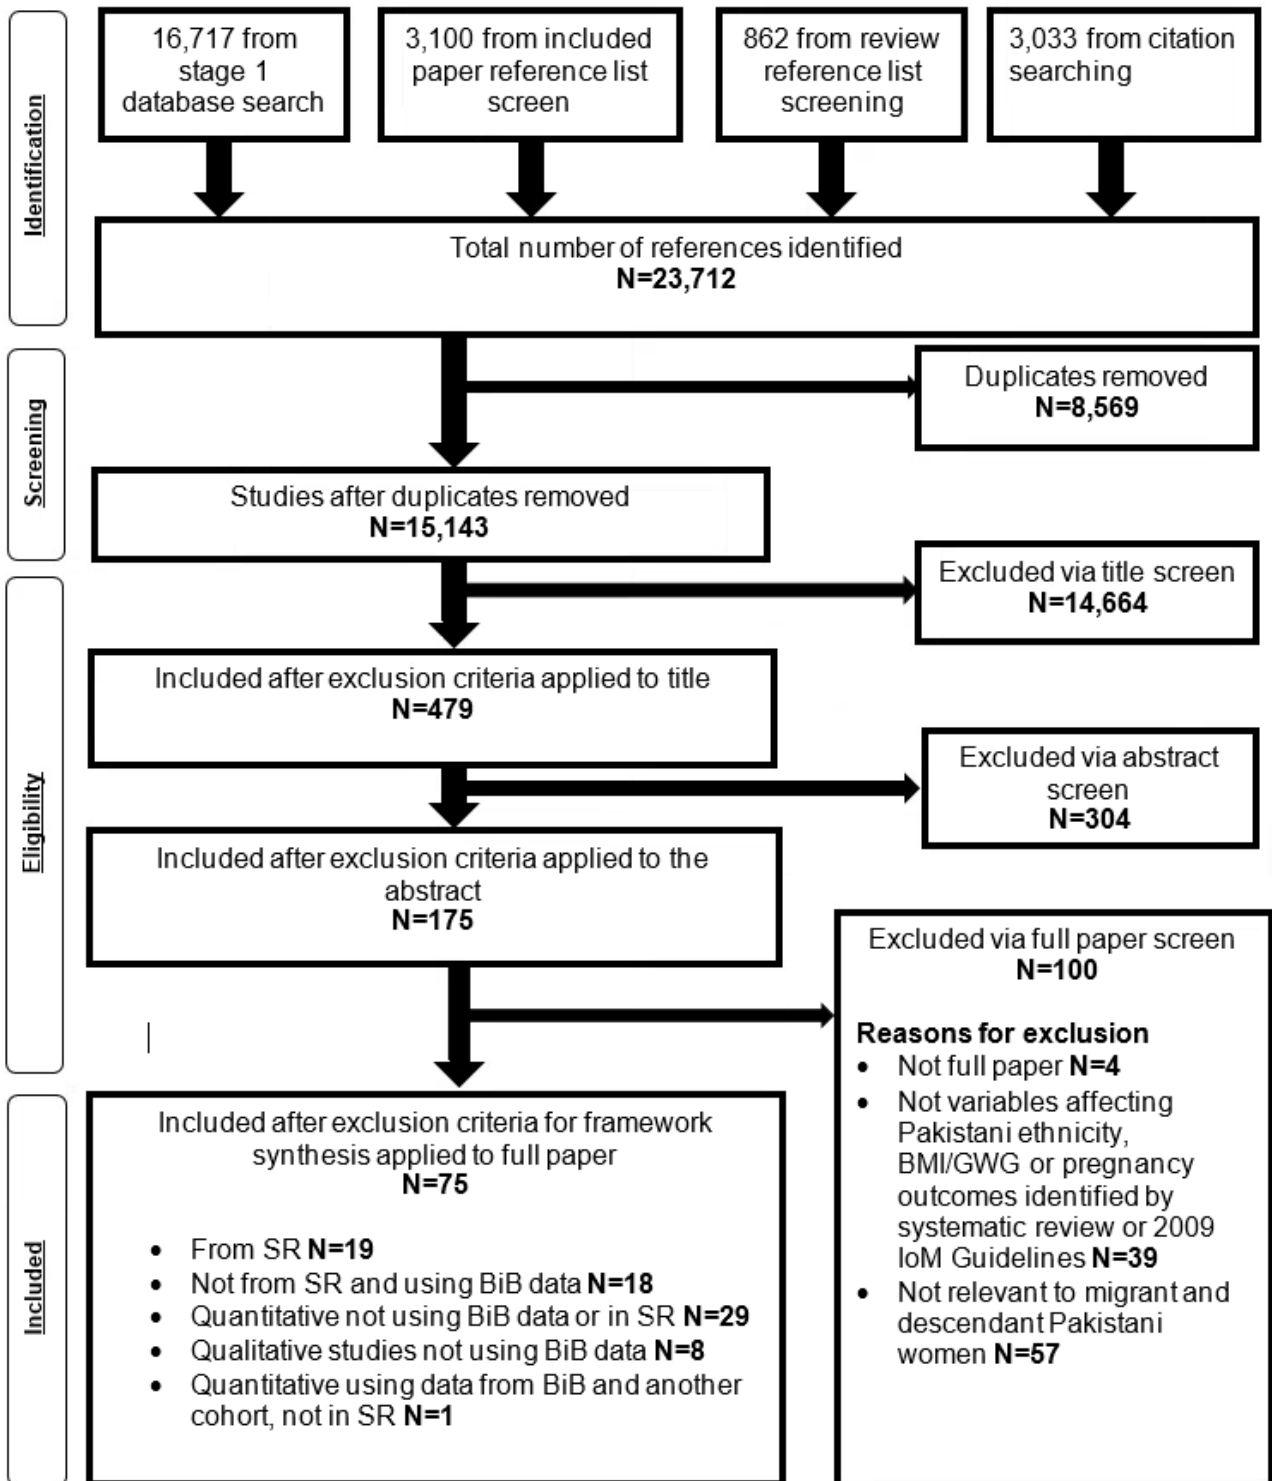 Identification
16,717 from
stage 1
database search
3,100 from included
paper reference list
screen
862 from review
reference list
screening
3,033 from citation
searching
Total number of references identified
N=23,712
Screening
Duplicates removed
N=8,569
Studies after duplicates removed
N=15,143
Eligibility
Excluded via title screen
N=14,664
Included after exclusion criteria applied to title
N=479
Excluded via abstract
screen
N=304
Included after exclusion criteria applied to the
abstract
N=175
Excluded via full paper screen
N=100
Reasons for exclusion
• Not full paper N=4
• Not variables affecting
Pakistani ethnicity,
BMI/GWG or pregnancy
outcomes identified by
systematic review or 2009
IoM Guidelines N=39
• Not relevant to migrant and
descendant Pakistani
women N=57
Included
Included after exclusion criteria for framework
synthesis applied to full paper
N=75
• From SR N=19
• Not from SR and using BiB data N=18
• Quantitative not using BiB data or in SR N=29
• Qualitative studies not using BiB data N=8
• Quantitative using data from BiB and another
cohort, not in SR N=1